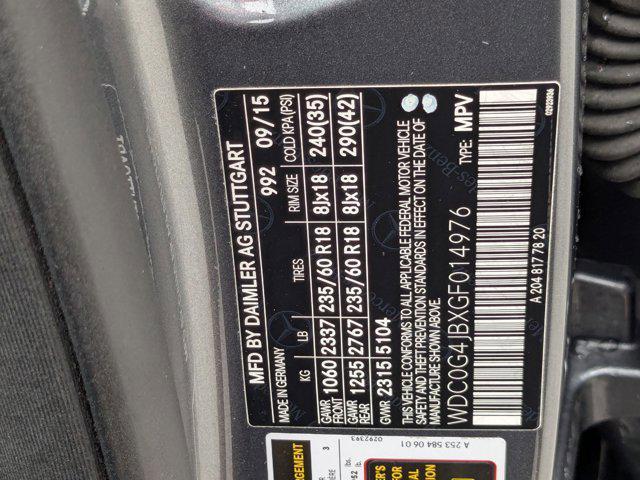 MFD BY DAIMLER AG STUTTGART
MADE IN GERMANY 992 09/15
KG LB TIRES RIM SIZE COLD KPA(PSI)
GAWR FRONT 1060 2337 235/60 R18 8Jx18 240(35)
GAWR REAR 1255 2767 235/60 R18 8Jx18 290(42)
GVWR 2315 5104
THIS VEHICLE CONFORMS TO ALL APPLICABLE FEDERAL MOTOR VEHICLE
SAFETY AND THEFT PREVENTION STANDARDS IN EFFECT ON THE DATE OF
MANUFACTURE SHOWN ABOVE.
WDC0G4JBXGF014976 TYPE: MPV
A 204 817 78 20
02923936
A 253 584 06 01
0292393